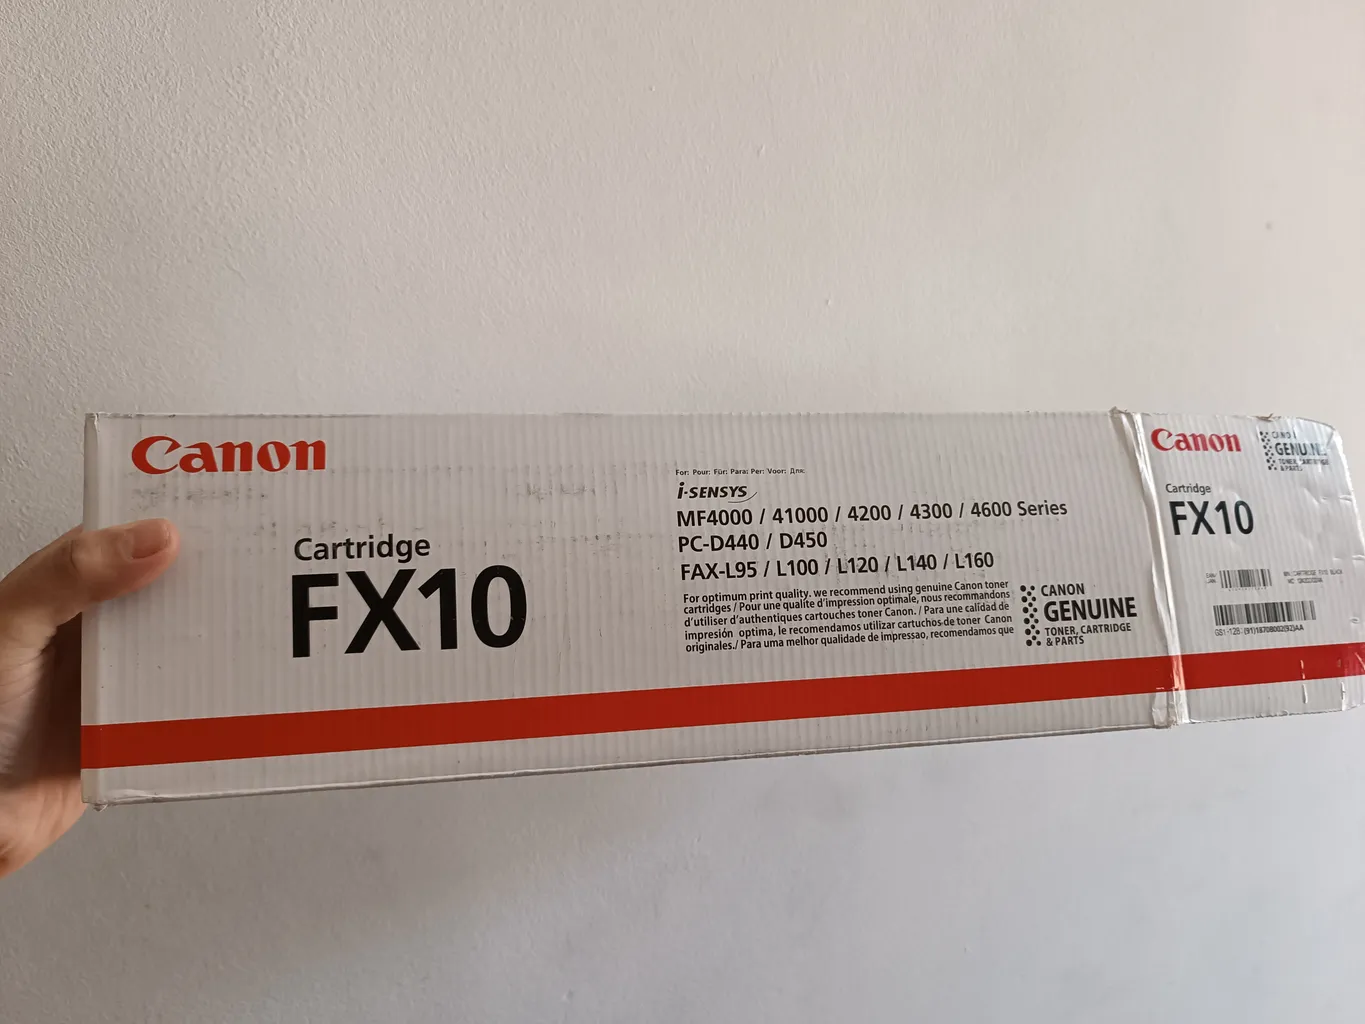 Canon
Cartridge
FX10
For: Pour: Für: Para: Per: Voor: Для:
i-SENSYS
MF4000 / 41000 / 4200 / 4300 / 4600 Series
PC-D440 / D450
FAX-L95 / L100 / L120 / L140 / L160
For optimum print quality. we recommend using genuine Canon toner
cartridges / Pour une qualite d'impression optimale, nous recommandons
d'utiliser d'authentiques cartouches toner Canon. / Para una calidad de
impresión optima, le recomendamos utilizar cartuchos de toner Canon
originales./ Para uma melhor qualidade de impressao, recomendamos que
CANON
GENUINE
TONER, CARTRIDGE
& PARTS
Canon
GENUINE
TONER, CARTRIDGE
& PARTS
Cartridge
FX10